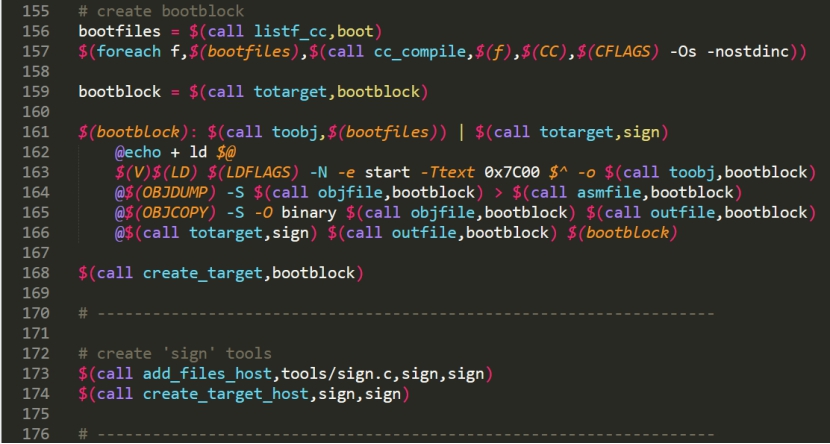 155 # create bootblock
156 bootfiles = $(call listf_cc,boot)
157 $(foreach f,$(bootfiles),$(call cc_compile,$(f),$(CC),$(CFLAGS) -Os -nostdinc))
158
159 bootblock = $(call totarget,bootblock)
160
161 $(bootblock): $(call toobj,$(bootfiles)) | $(call totarget,sign)
162     @echo + ld $@
163     $(V)$(LD) $(LDFLAGS) -N -e start -Ttext 0x7C00 $^ -o $(call toobj,bootblock)
164     @$(OBJDUMP) -S $(call objfile,bootblock) > $(call asmfile,bootblock)
165     @$(OBJCOPY) -S -O binary $(call objfile,bootblock) $(call outfile,bootblock)
166     @$(call totarget,sign) $(call outfile,bootblock) $(bootblock)
167
168 $(call create_target,bootblock)
169
170 # -------------------------------------------------------------------
171
172 # create 'sign' tools
173 $(call add_files_host,tools/sign.c,sign,sign)
174 $(call create_target_host,sign,sign)
175
176 # -------------------------------------------------------------------